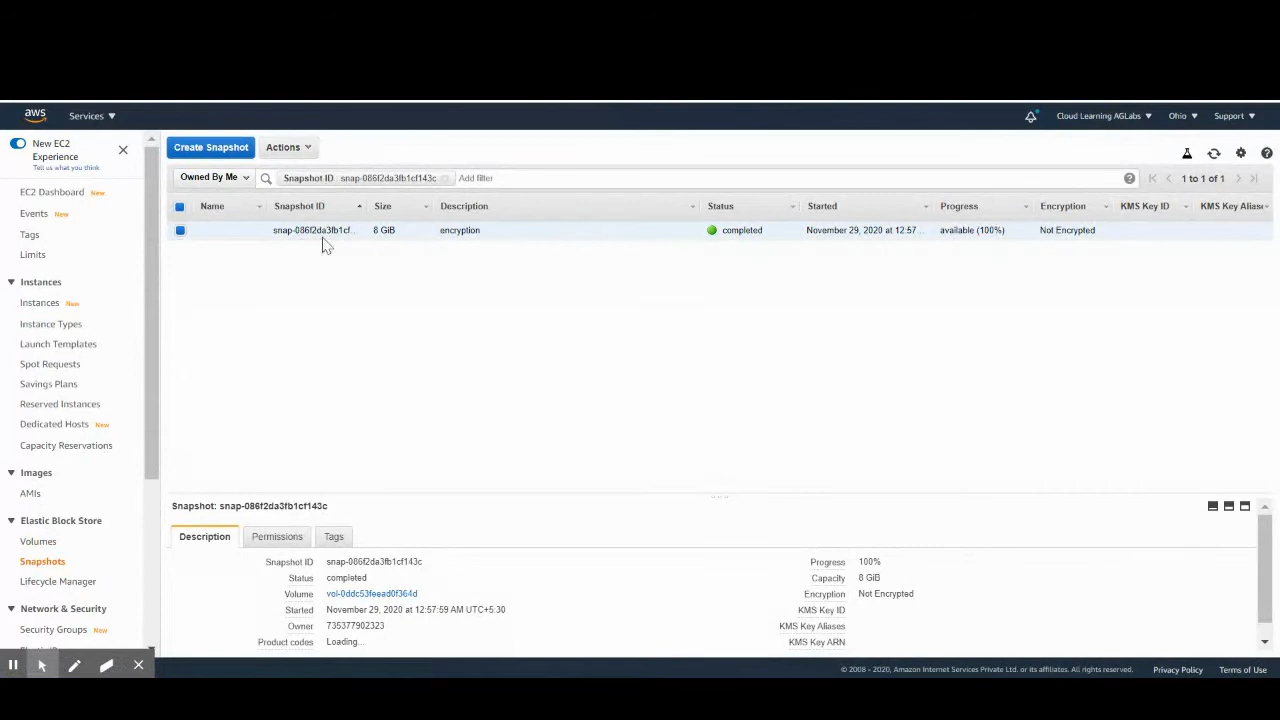 aws Services Cloud Learning AGLabs Ohio Support
New EC2 Experience
Tell us what you think
EC2 Dashboard New
Events New
Tags
Limits
Instances
Instances New
Instance Types
Launch Templates
Spot Requests
Savings Plans
Reserved Instances
Dedicated Hosts New
Capacity Reservations
Images
AMIs
Elastic Block Store
Volumes
Snapshots
Lifecycle Manager
Network & Security
Security Groups New
Create Snapshot Actions
Owned By Me Snapshot ID snap-086f2da3fb1cf143c Add filter 1 to 1 of 1
Name Snapshot ID Size Description Status Started Progress Encryption KMS Key ID KMS Key Aliase
snap-086f2da3fb1cf... 8 GiB encryption completed November 29, 2020 at 12:57... available (100%) Not Encrypted
Snapshot: snap-086f2da3fb1cf143c
Description Permissions Tags
Snapshot ID snap-086f2da3fb1cf143c Progress 100%
Status completed Capacity 8 GiB
Volume vol-0ddc53feead0f364d Encryption Not Encrypted
Started November 29, 2020 at 12:57:59 AM UTC+5:30 KMS Key ID
Owner 735377902323 KMS Key Aliases
Product codes Loading... KMS Key ARN
© 2008 - 2020, Amazon Internet Services Private Ltd. or its affiliates. All rights reserved. Privacy Policy Terms of Use